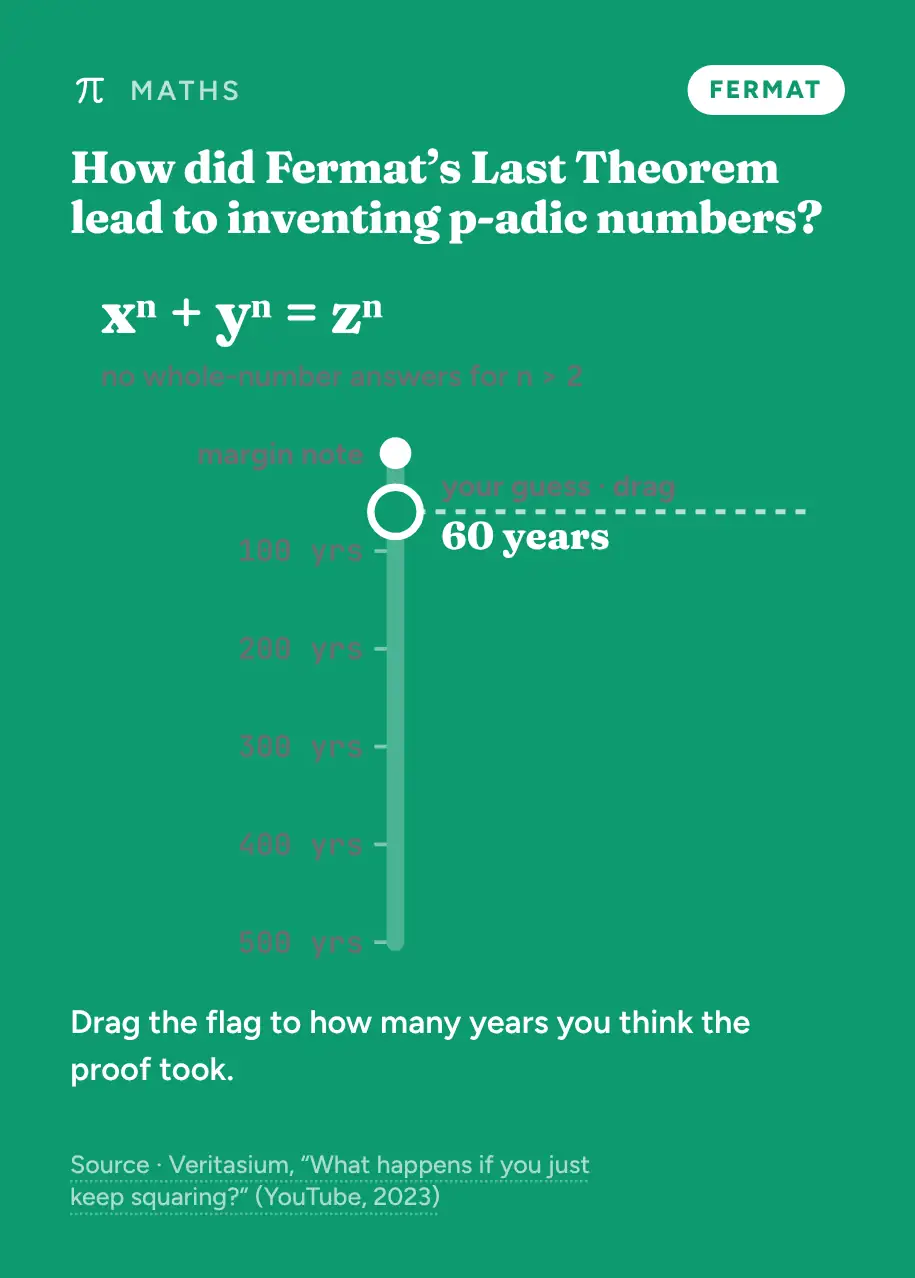 π MATHS
FERMAT
How did Fermat’s Last Theorem
lead to inventing p-adic numbers?
xⁿ + yⁿ = zⁿ
no whole-number answers for n > 2
margin note
your guess · drag
60 years
100 yrs
200 yrs
300 yrs
400 yrs
500 yrs
Drag the flag to how many years you think the
proof took.
Source · Veritasium, “What happens if you just
keep squaring?” (YouTube, 2023)